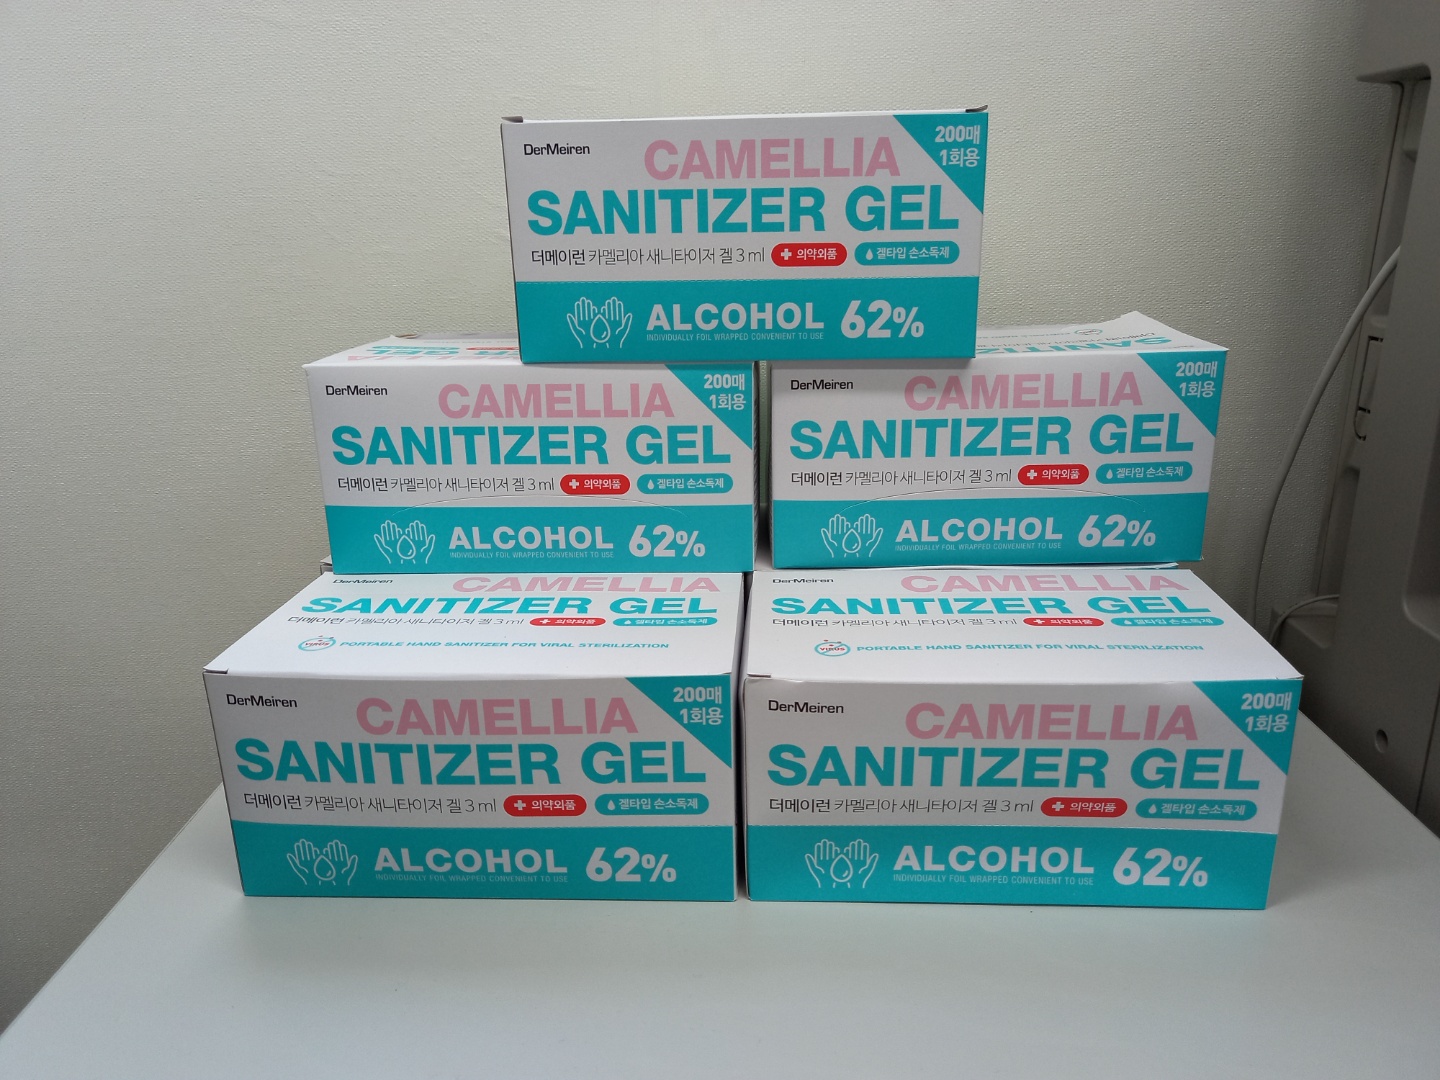 DerMeiren
CAMELLIA
200매
1회용
SANITIZER GEL
더메이런 카멜리아 새니타이저 겔 3 ml 의약외품 겔타입 손소독제
ALCOHOL 62%
INDIVIDUALLY FOIL WRAPPED CONVENIENT TO USE
SANITIZER GEL
DerMeiren
CAMELLIA
200매
1회용
SANITIZER GEL
더메이런 카멜리아 새니타이저 겔 3 ml 의약외품 겔타입 손소독제
ALCOHOL 62%
INDIVIDUALLY FOIL WRAPPED CONVENIENT TO USE
SANITIZ
DerMeiren
CAMELLIA
200매
1회용
SANITIZER GEL
더메이런 카멜리아 새니타이저 겔 3 ml 의약외품 겔타입 손소독제
ALCOHOL 62%
INDIVIDUALLY FOIL WRAPPED CONVENIENT TO USE
DerMeiren
CAMELLIA
SANITIZER GEL
더메이런 카멜리아 새니타이저 겔 3 ml 의약외품 겔타입 손소독제
VIRUS PORTABLE HAND SANITIZER FOR VIRAL STERILIZATION
DerMeiren
CAMELLIA
200매
1회용
SANITIZER GEL
더메이런 카멜리아 새니타이저 겔 3 ml 의약외품 겔타입 손소독제
ALCOHOL 62%
INDIVIDUALLY FOIL WRAPPED CONVENIENT TO USE
DerMeiren
CAMELLIA
SANITIZER GEL
더메이런 카멜리아 새니타이저 겔 3 ml 의약외품 겔타입 손소독제
VIRUS PORTABLE HAND SANITIZER FOR VIRAL STERILIZATION
DerMeiren
CAMELLIA
200매
1회용
SANITIZER GEL
더메이런 카멜리아 새니타이저 겔 3 ml 의약외품 겔타입 손소독제
ALCOHOL 62%
INDIVIDUALLY FOIL WRAPPED CONVENIENT TO USE